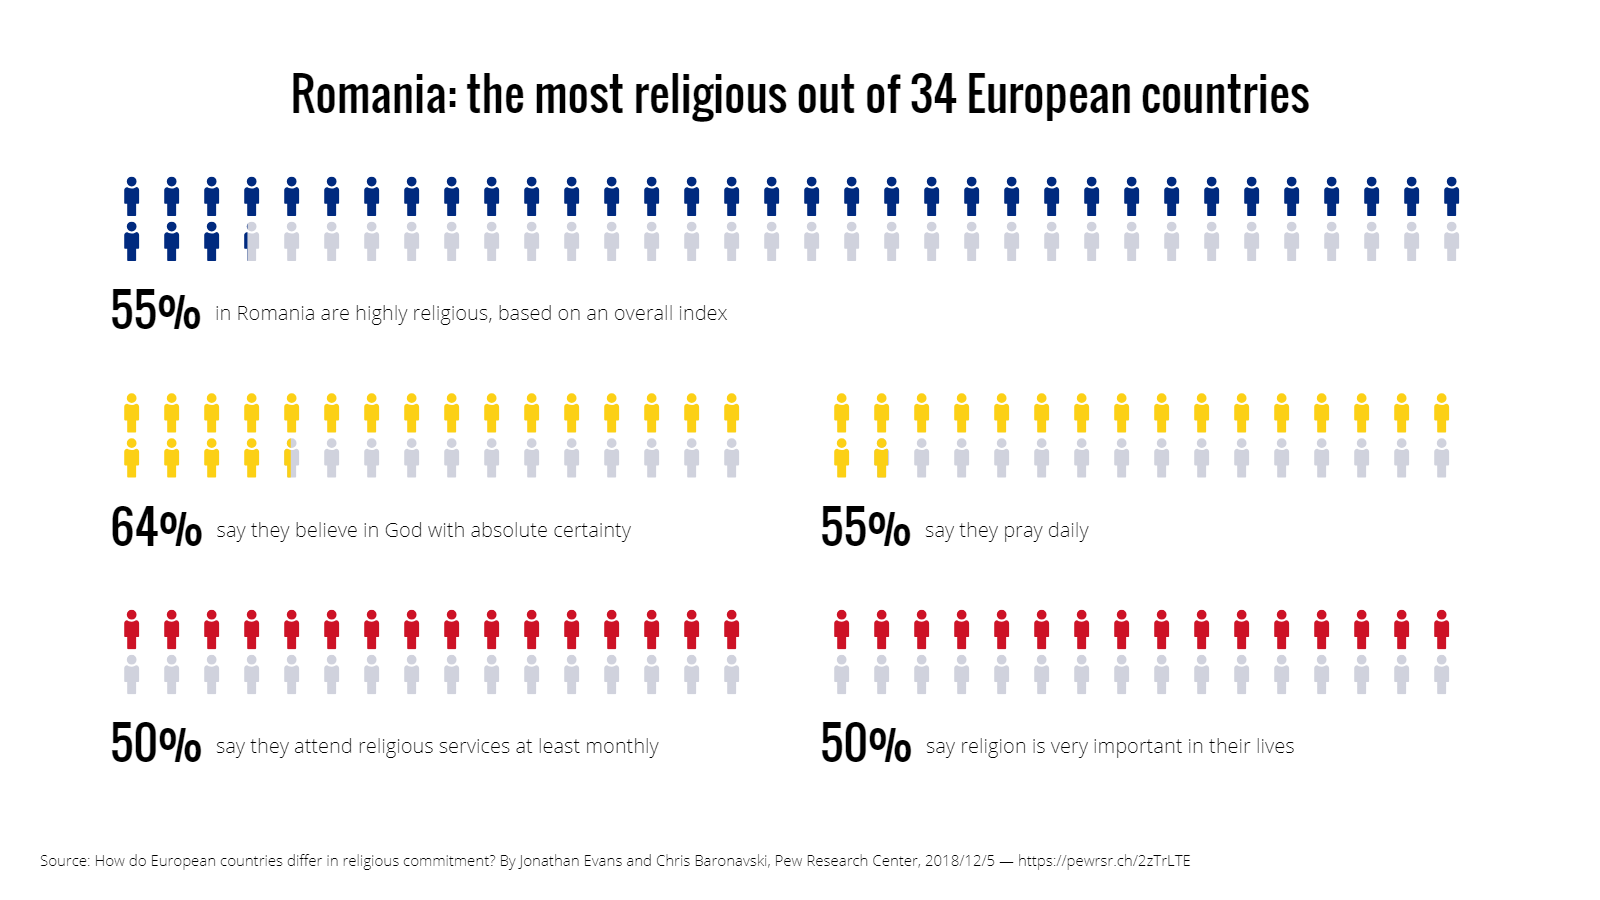 Romania: the most religious out of 34 European countries
55% in Romania are highly religious, based on an overall index
64% say they believe in God with absolute certainty
55% say they pray daily
50% say they attend religious services at least monthly
50% say religion is very important in their lives
Source: How do European countries differ in religious commitment? By Jonathan Evans and Chris Baronavski, Pew Research Center, 2018/12/5 — https://pewrsr.ch/2zTrLTE